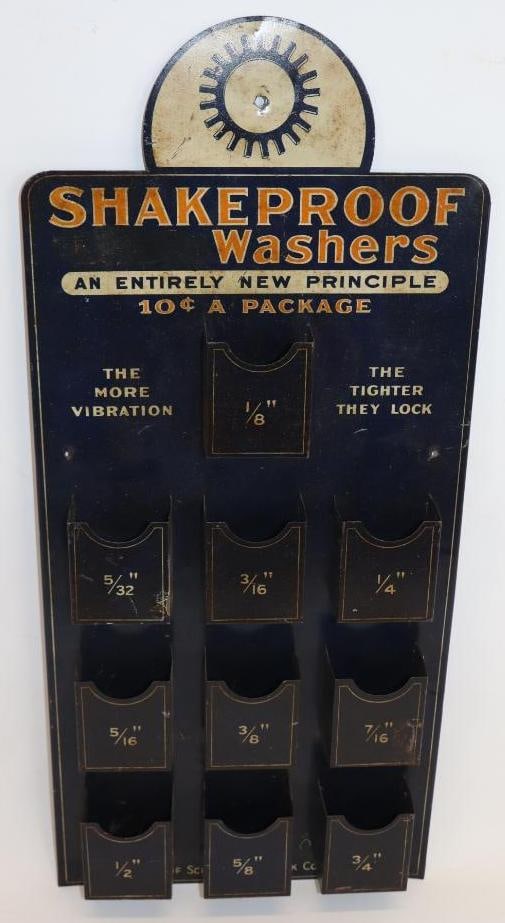 SHAKEPROOF
Washers
AN ENTIRELY NEW PRINCIPLE
10¢ A PACKAGE
THE
MORE
VIBRATION
THE
TIGHTER
THEY LOCK
1/8"
5/32" 3/16" 1/4"
5/16" 3/8" 7/16"
1/2" 5/8" 3/4"